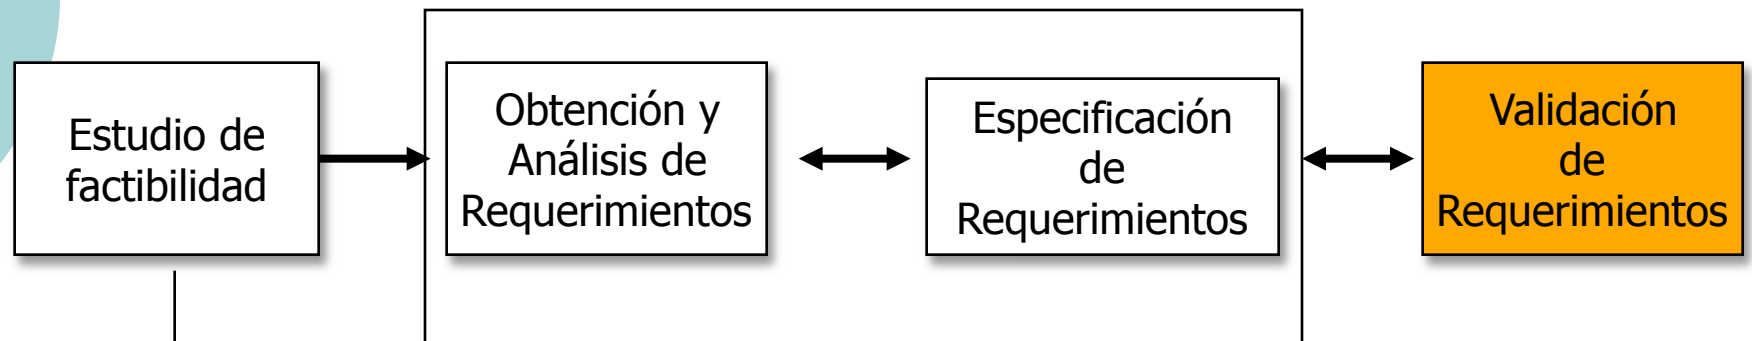 Estudio de
factibilidad
Obtención y
Análisis de
Requerimientos
Especificación
de
Requerimientos
Validación
de
Requerimientos